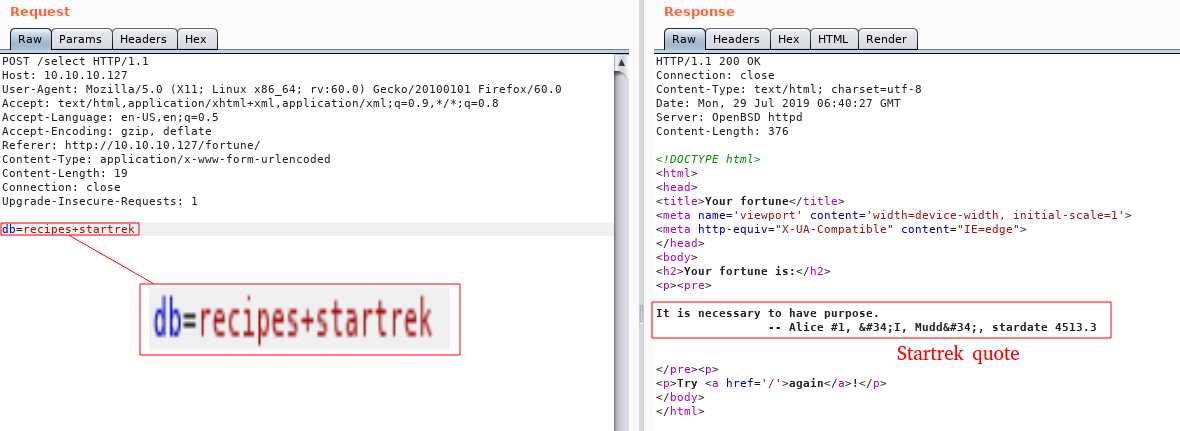 Request
Raw Params Headers Hex
POST /select HTTP/1.1
Host: 10.10.10.127
User-Agent: Mozilla/5.0 (X11; Linux x86_64; rv:60.0) Gecko/20100101 Firefox/60.0
Accept: text/html,application/xhtml+xml,application/xml;q=0.9,*/*;q=0.8
Accept-Language: en-US,en;q=0.5
Accept-Encoding: gzip, deflate
Referer: http://10.10.10.127/fortune/
Content-Type: application/x-www-form-urlencoded
Content-Length: 19
Connection: close
Upgrade-Insecure-Requests: 1
db=recipes+startrek
db=recipes+startrek
Response
Raw Headers Hex HTML Render
HTTP/1.1 200 OK
Connection: close
Content-Type: text/html; charset=utf-8
Date: Mon, 29 Jul 2019 06:40:27 GMT
Server: OpenBSD httpd
Content-Length: 376
<!DOCTYPE html>
<html>
<head>
<title>Your fortune</title>
<meta name='viewport' content='width=device-width, initial-scale=1'>
<meta http-equiv="X-UA-Compatible" content="IE=edge">
</head>
<body>
<h2>Your fortune is:</h2>
<p><pre>
It is necessary to have purpose.
-- Alice #1, &#34;I, Mudd&#34;, stardate 4513.3
Startrek quote
</pre><p>
<p>Try <a href='/'>again</a>!</p>
</body>
</html>